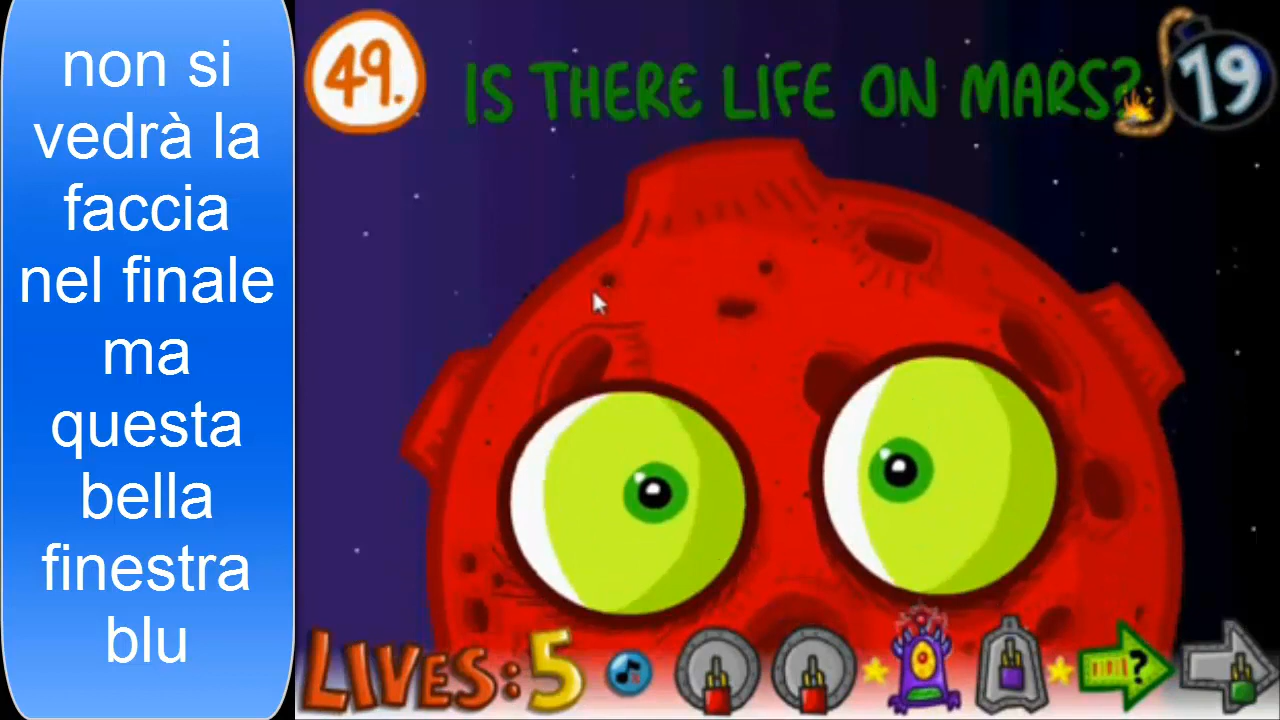 non si
vedrà la
faccia
nel finale
ma
questa
bella
finestra
blu
49.
IS THERE LIFE ON MARS?
19
LIVES: 5
?